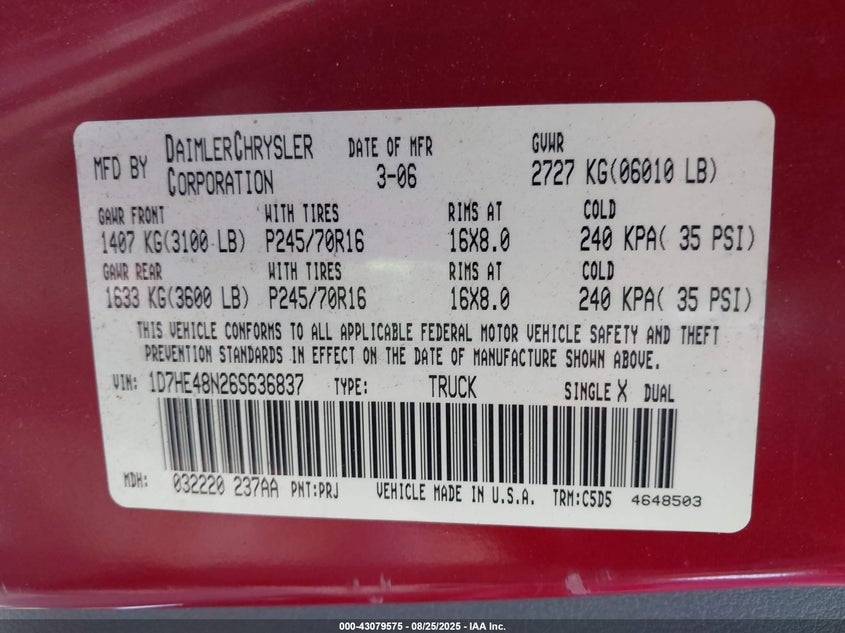 MFD BY DAIMLERCHRYSLER CORPORATION DATE OF MFR 3-06 GVWR 2727 KG(06010 LB)
GAWR FRONT WITH TIRES RIMS AT COLD
1407 KG(3100 LB) P245/70R16 16X8.0 240 KPA( 35 PSI)
GAWR REAR WITH TIRES RIMS AT COLD
1633 KG(3600 LB) P245/70R16 16X8.0 240 KPA( 35 PSI)
THIS VEHICLE CONFORMS TO ALL APPLICABLE FEDERAL MOTOR VEHICLE SAFETY AND THEFT
PREVENTION STANDARDS IN EFFECT ON THE DATE OF MANUFACTURE SHOWN ABOVE.
VIN: 1D7HE48N26S636837 TYPE: TRUCK SINGLE X DUAL
MDH: 032220 237AA PNT:PRJ VEHICLE MADE IN U.S.A. TRM:C5D5 4648503
000-43079575 - 08/25/2025 - IAA Inc.